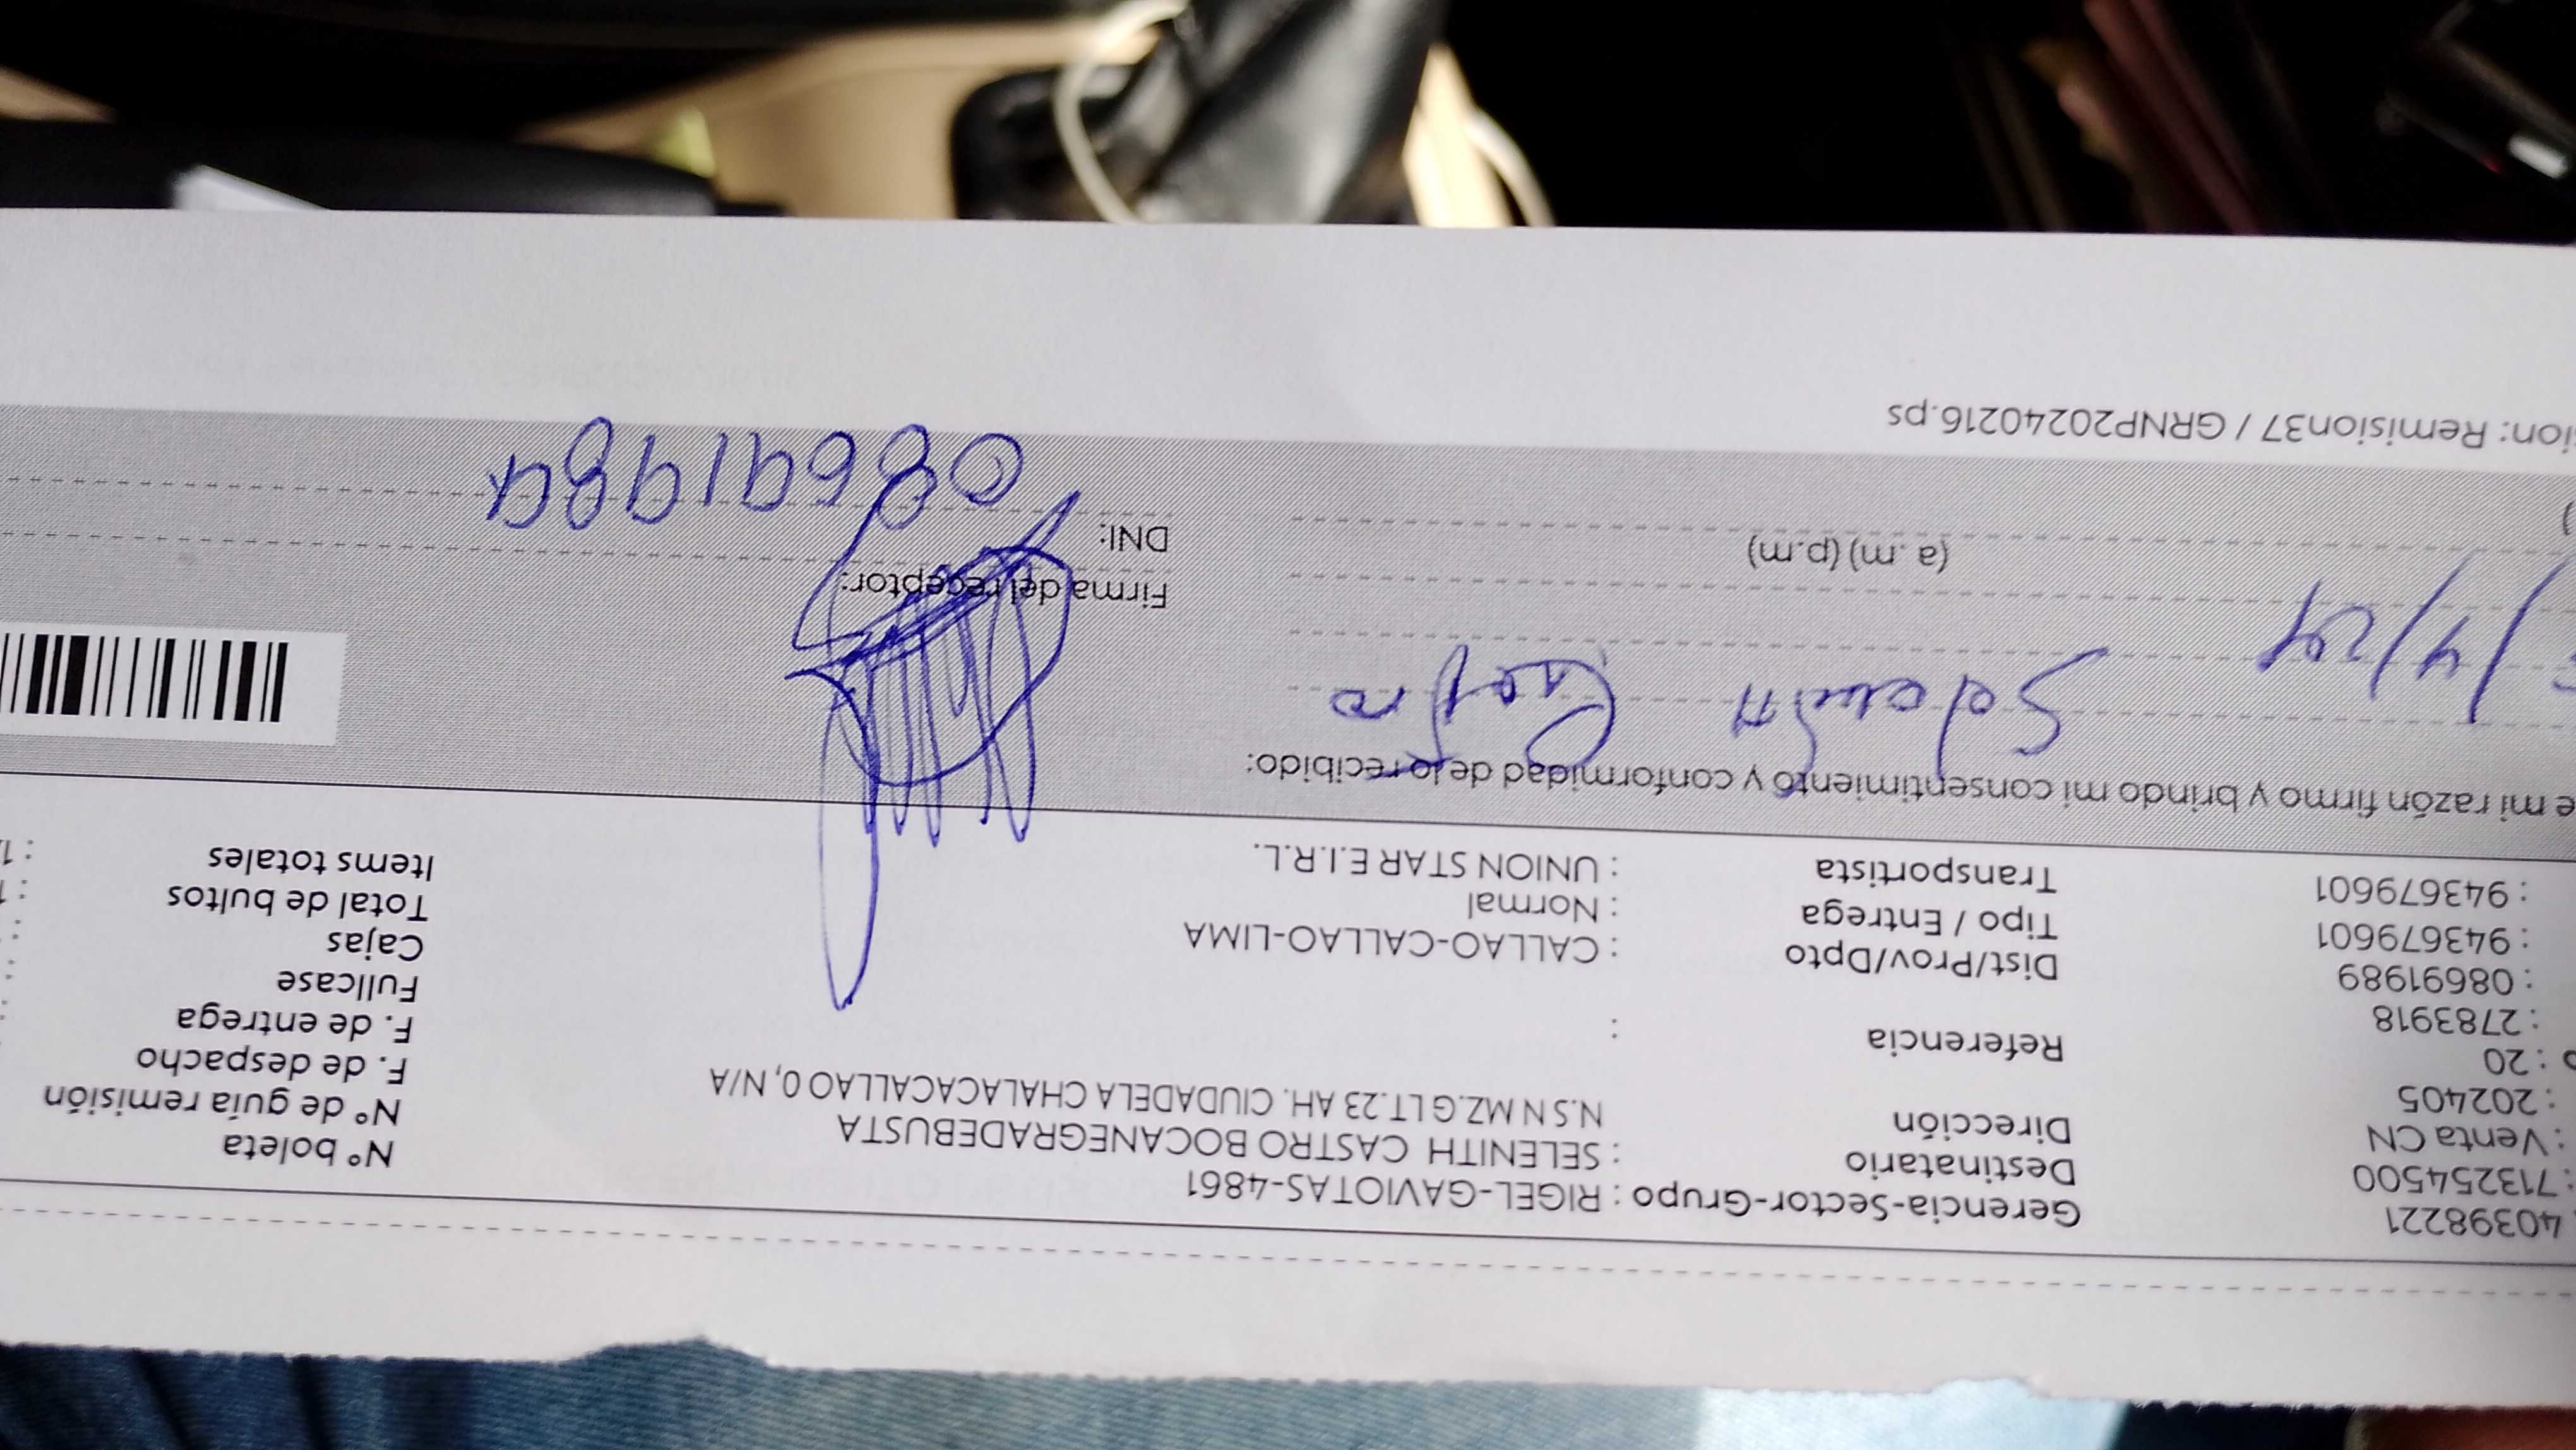 40398221 Gerencia-Sector-Grupo : RIGEL-GAVIOTAS-4861
: 713254500 Destinatario : SELENITH CASTRO BOCANEGRADEBUSTA Nº boleta
: Venta CN Dirección N.S N MZ.G LT.23 AH. CIUDADELA CHALACACALLAO 0, N/A Nº de guía remisión
: 202405 F. de despacho
: 20 Referencia : F. de entrega
: 2783918 Fullcase :
: 08691989 Dist/Prov/Dpto : CALLAO-CALLAO-LIMA Cajas :
: 943679601 Tipo / Entrega : Normal Total de bultos :
: 943679601 Transportista : UNION STAR E.I.R.L. Items totales :
e mi razón firmo y brindo mi consentimiento y conformidad de lo recibido:
/4/24 Castro
Firma del receptor:
(a.m) (p.m) DNI:
ion: Remision37 / GRNP20240216.ps